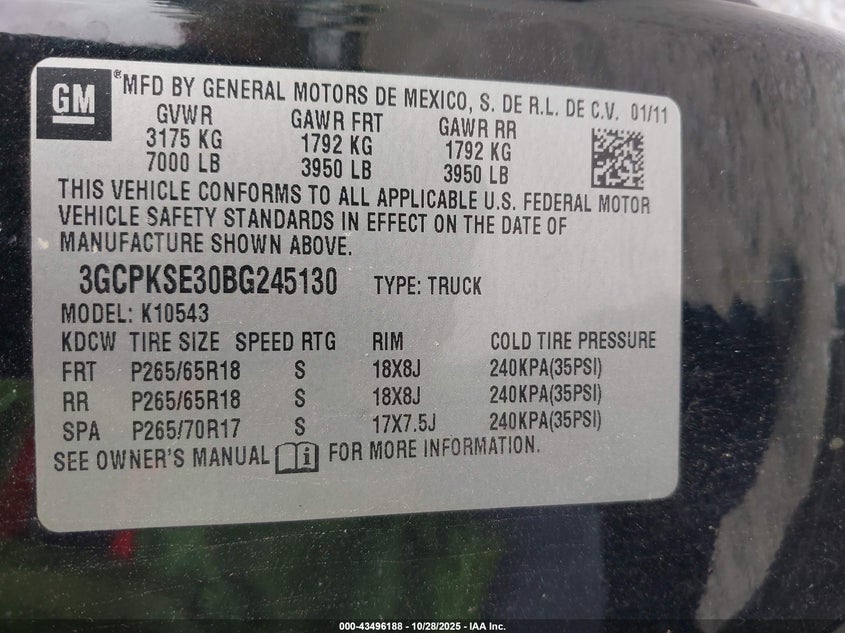 GM ® MFD BY GENERAL MOTORS DE MEXICO, S. DE R.L. DE C.V. 01/11
GVWR GAWR FRT GAWR RR
3175 KG 1792 KG 1792 KG
7000 LB 3950 LB 3950 LB
THIS VEHICLE CONFORMS TO ALL APPLICABLE U.S. FEDERAL MOTOR
VEHICLE SAFETY STANDARDS IN EFFECT ON THE DATE OF
MANUFACTURE SHOWN ABOVE.
3GCPKSE30BG245130 TYPE: TRUCK
MODEL: K10543
KDCW TIRE SIZE SPEED RTG RIM COLD TIRE PRESSURE
FRT P265/65R18 S 18X8J 240KPA(35PSI)
RR P265/65R18 S 18X8J 240KPA(35PSI)
SPA P265/70R17 S 17X7.5J 240KPA(35PSI)
SEE OWNER'S MANUAL i FOR MORE INFORMATION.
000-43496188 - 10/28/2025 - IAA Inc.